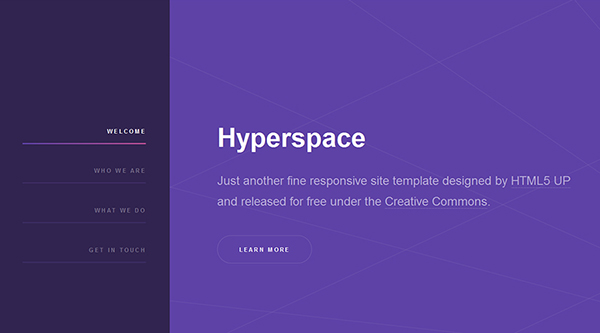 WELCOME
WHO WE ARE
WHAT WE DO
GET IN TOUCH
Hyperspace
Just another fine responsive site template designed by HTML5 UP
and released for free under the Creative Commons.
LEARN MORE